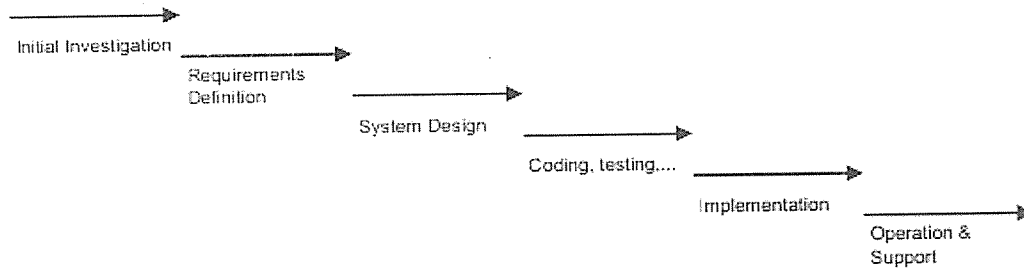 Initial Investigation
Requirements
Definition
System Design
Coding, testing,...
Implementation
Operation &
Support